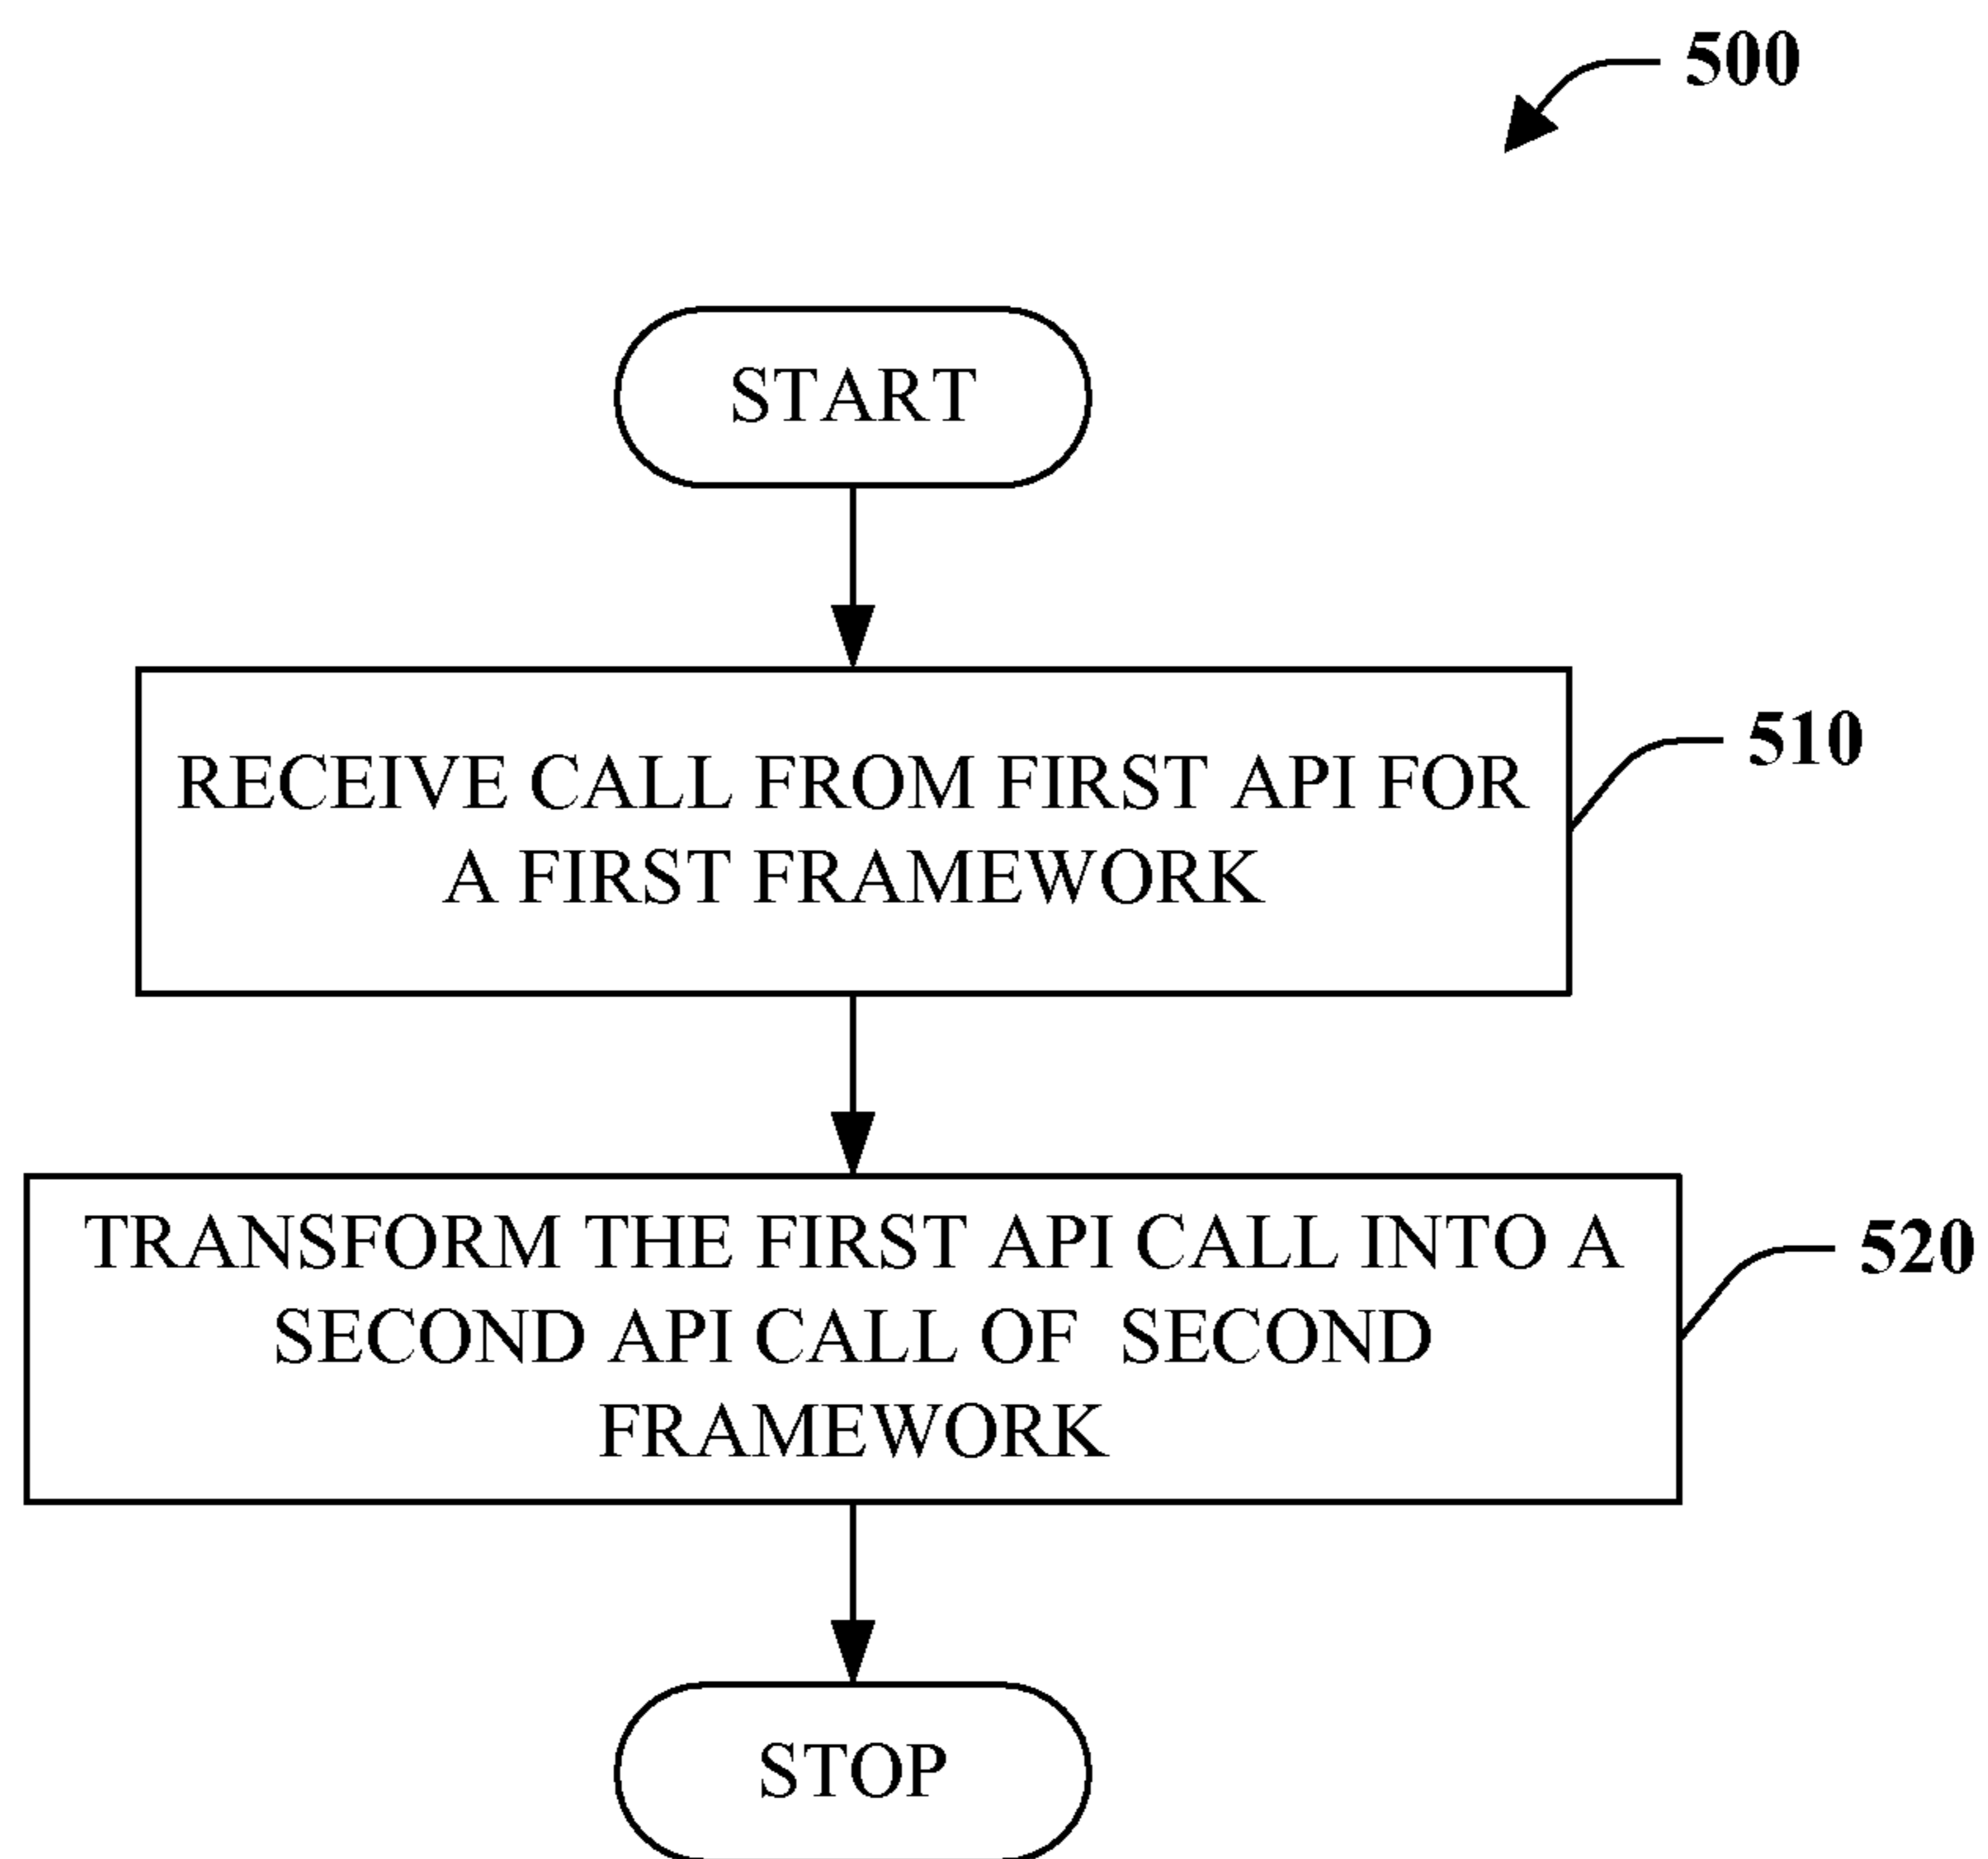 500
START
RECEIVE CALL FROM FIRST API FOR
A FIRST FRAMEWORK
510
TRANSFORM THE FIRST API CALL INTO A
SECOND API CALL OF SECOND
FRAMEWORK
520
STOP